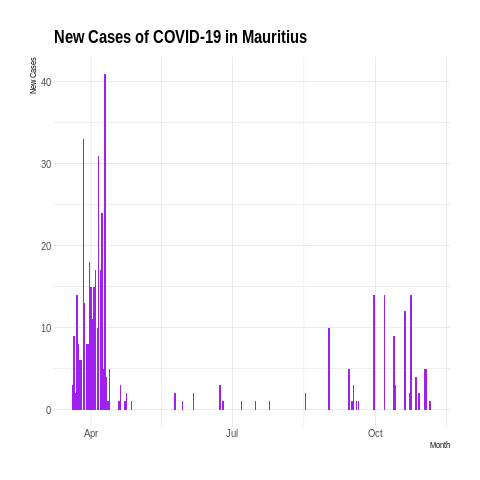 New Cases of COVID-19 in Mauritius
New Cases
40
30
20
10
0
Apr
Jul
Oct
Month